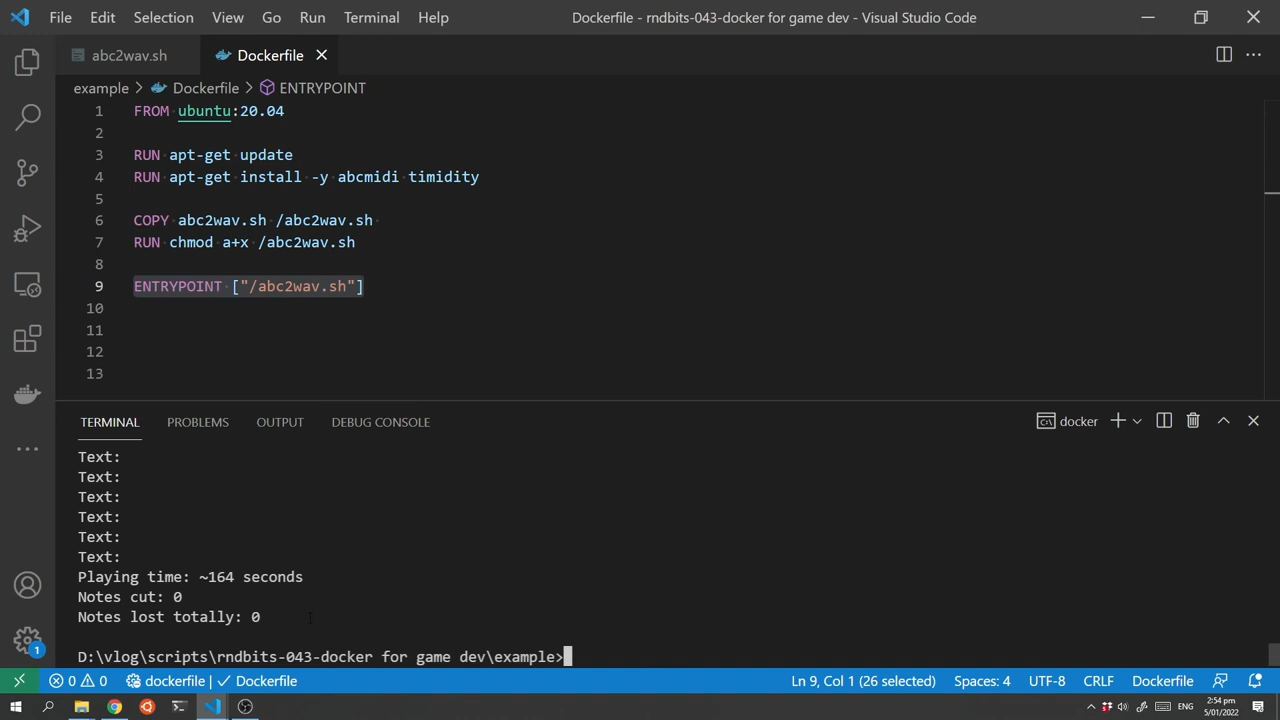 File Edit Selection View Go Run Terminal Help Dockerfile - rndbits-043-docker for game dev - Visual Studio Code
abc2wav.sh Dockerfile
example > Dockerfile > ENTRYPOINT
1 FROM ubuntu:20.04
2
3 RUN apt-get update
4 RUN apt-get install -y abcmidi timidity
5
6 COPY abc2wav.sh /abc2wav.sh
7 RUN chmod a+x /abc2wav.sh
8
9 ENTRYPOINT ["/abc2wav.sh"]
10
11
12
13
TERMINAL PROBLEMS OUTPUT DEBUG CONSOLE docker
Text:
Text:
Text:
Text:
Text:
Text:
Playing time: ~164 seconds
Notes cut: 0
Notes lost totally: 0
D:\vlog\scripts\rndbits-043-docker for game dev\example>
1
0 0 dockerfile | Dockerfile Ln 9, Col 1 (26 selected) Spaces: 4 UTF-8 CRLF Dockerfile
ENG 2:54 pm
5/01/2022